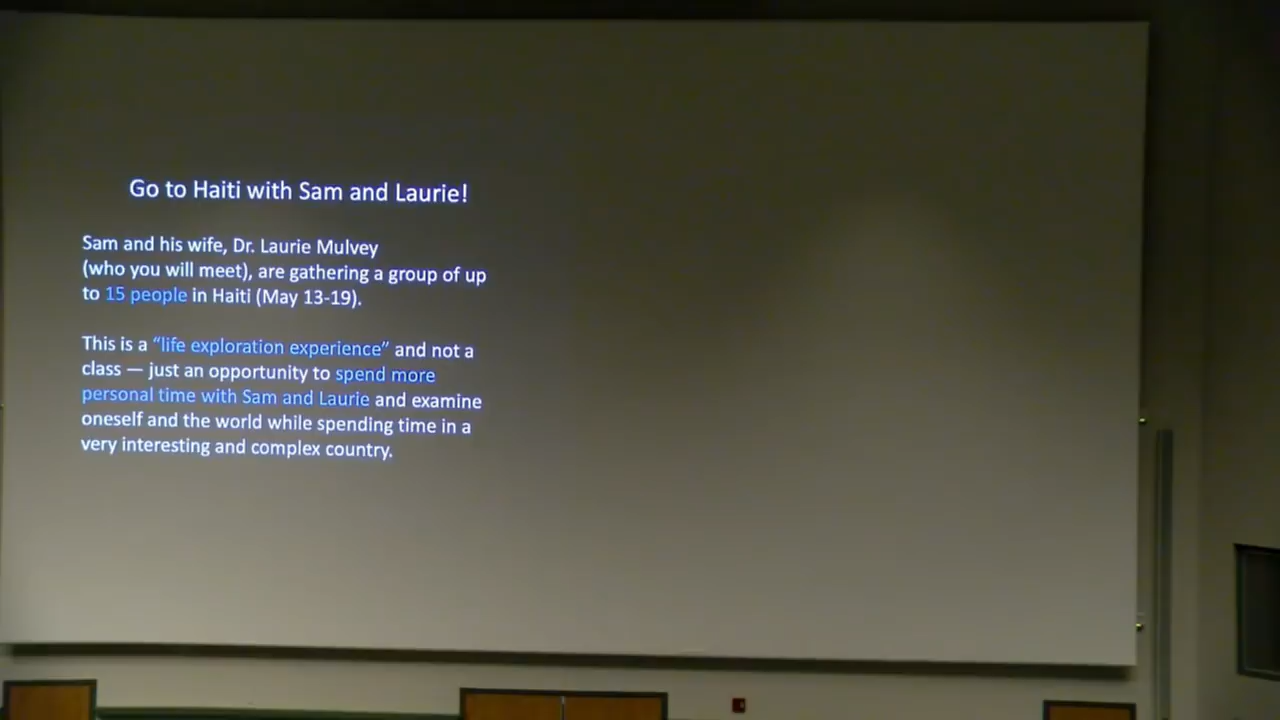 Go to Haiti with Sam and Laurie!
Sam and his wife, Dr. Laurie Mulvey
(who you will meet), are gathering a group of up
to 15 people in Haiti (May 13-19).
This is a “life exploration experience” and not a
class — just an opportunity to spend more
personal time with Sam and Laurie and examine
oneself and the world while spending time in a
very interesting and complex country.